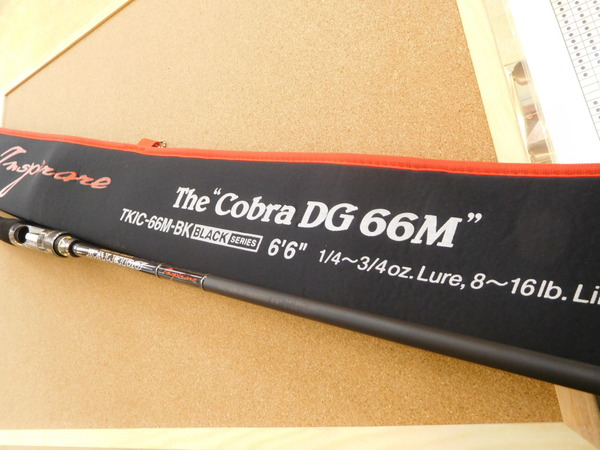 Inspirare
The "Cobra DG 66M"
TKIC-66M-BK BLACK SERIES 6'6" 1/4～3/4oz. Lure, 8～16lb. Li
Inspirare